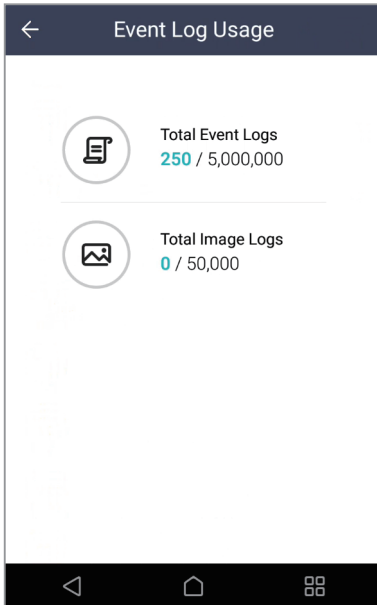 Event Log Usage
Total Event Logs
250 / 5,000,000
Total Image Logs
0 / 50,000